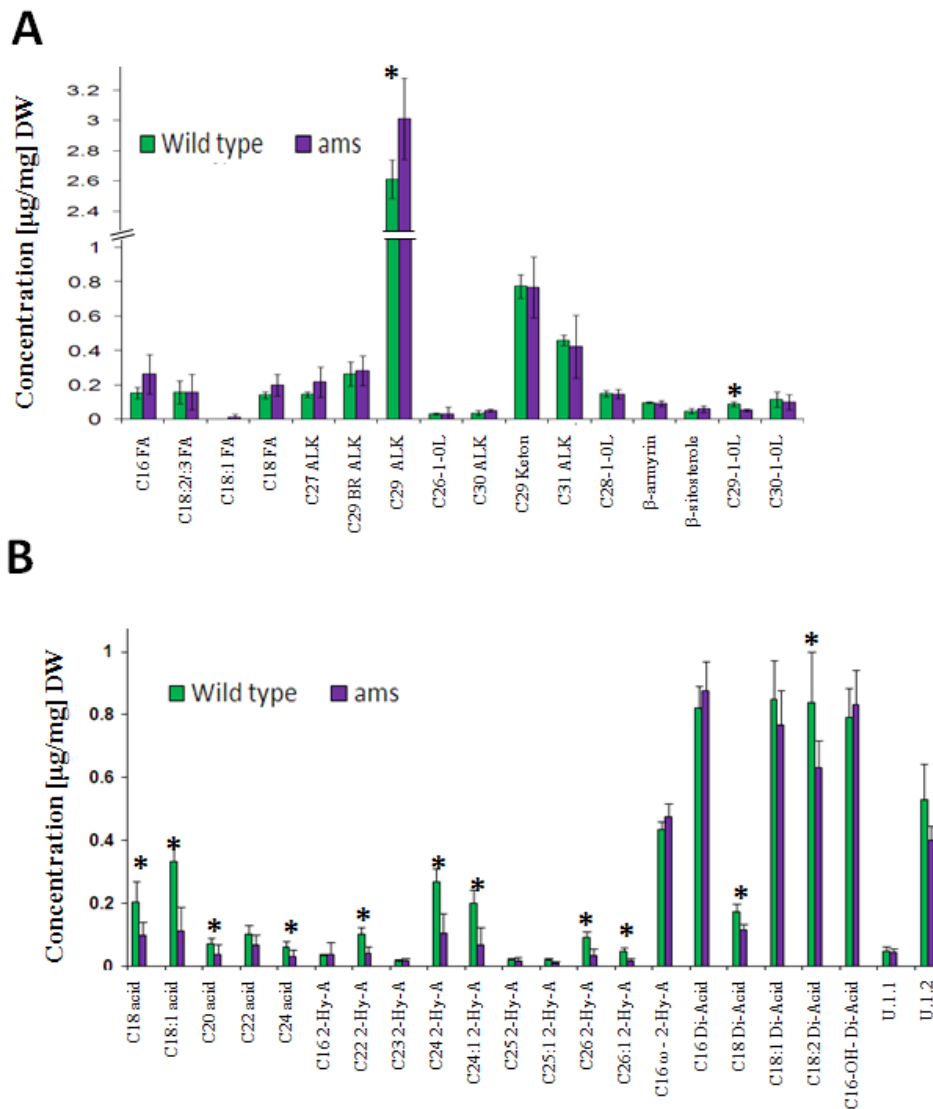 A
Concentration [µg/mg] DW
3.2
3
2.8
2.6
2.4
1
0.8
0.6
0.4
0.2
0
Wild type
ams
*
*
C16 FA
C18:2/:3 FA
C18:1 FA
C18 FA
C27 ALK
C29 BR ALK
C29 ALK
C26-1-0L
C30 ALK
C29 Keton
C31 ALK
C28-1-0L
β-armyrin
β-sitosterole
C29-1-0L
C30-1-0L
B
Concentration [µg/mg] DW
1
0.8
0.6
0.4
0.2
0
Wild type
ams
*
*
*
*
*
*
*
*
*
*
*
C18 acid
C18:1 acid
C20 acid
C22 acid
C24 acid
C16 2-Hy-A
C22 2-Hy-A
C23 2-Hy-A
C24 2-Hy-A
C24:1 2-Hy-A
C25 2-Hy-A
C25:1 2-Hy-A
C26 2-Hy-A
C26:1 2-Hy-A
C16 ω - 2Hy-A
C16 Di-Acid
C18 Di-Acid
C18:1 Di-Acid
C18:2 Di-Acid
C16-OH- Di-Acid
U.1.1
U.1.2